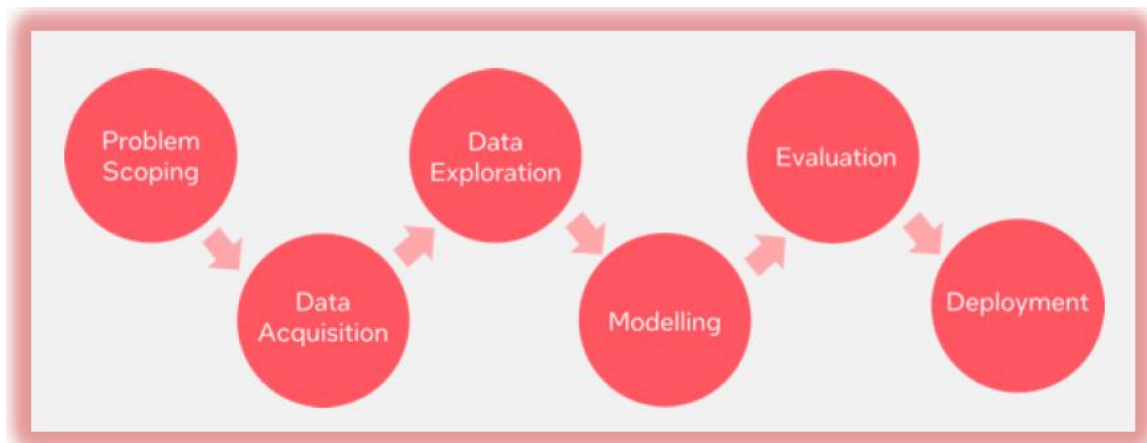 Problem
Scoping
Data
Acquisition
Data
Exploration
Modelling
Evaluation
Deployment